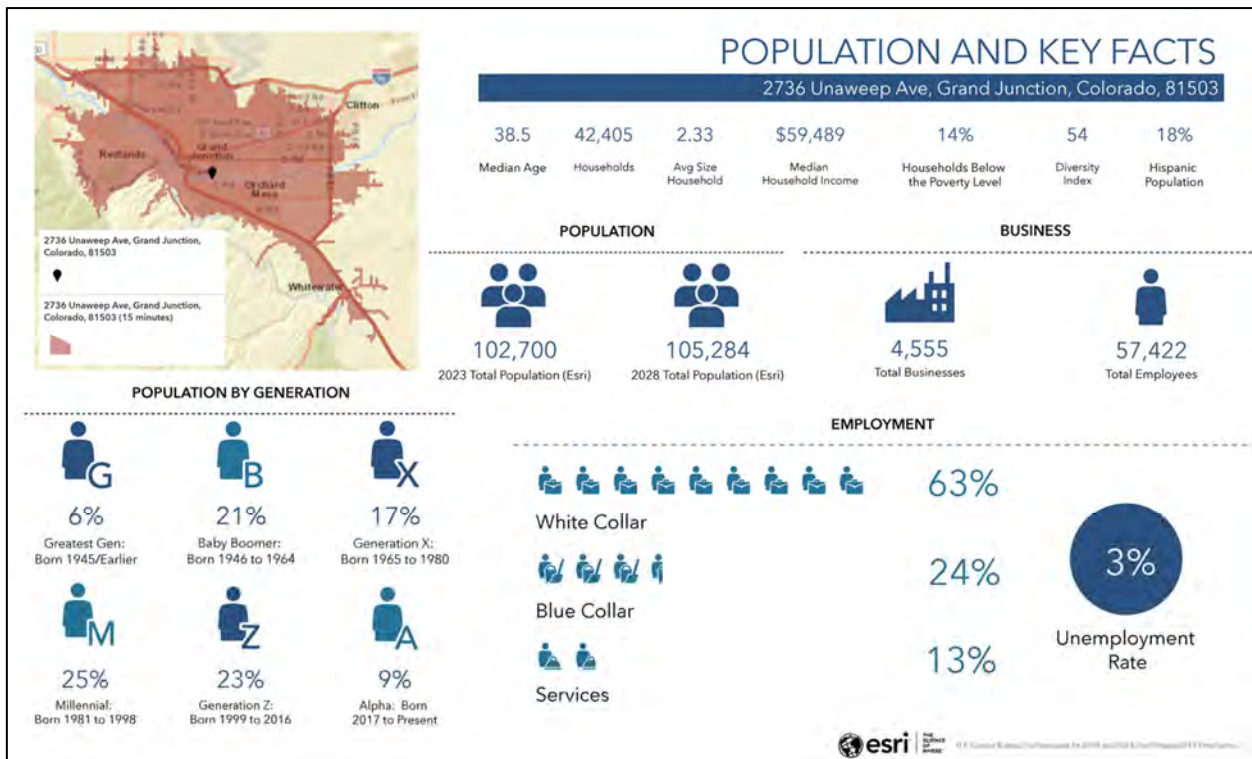 POPULATION AND KEY FACTS
2736 Unaweep Ave, Grand Junction, Colorado, 81503
38.5
Median Age
42,405
Households
2.33
Avg Size
Household
$59,489
Median
Household Income
14%
Households Below
the Poverty Level
54
Diversity
Index
18%
Hispanic
Population
Clifton
Redlands
Grand
Junction
Orchard
Mesa
Whitewater
2736 Unaweep Ave, Grand Junction,
Colorado, 81503
2736 Unaweep Ave, Grand Junction,
Colorado, 81503 (15 minutes)
POPULATION
102,700
2023 Total Population (Esri)
105,284
2028 Total Population (Esri)
BUSINESS
4,555
Total Businesses
57,422
Total Employees
POPULATION BY GENERATION
G
6%
Greatest Gen:
Born 1945/Earlier
B
21%
Baby Boomer:
Born 1946 to 1964
X
17%
Generation X:
Born 1965 to 1980
M
25%
Millennial:
Born 1981 to 1998
Z
23%
Generation Z:
Born 1999 to 2016
A
9%
Alpha: Born
2017 to Present
EMPLOYMENT
63%
White Collar
24%
Blue Collar
13%
Services
3%
Unemployment
Rate
esri
THE
SCIENCE
OF
WHERE